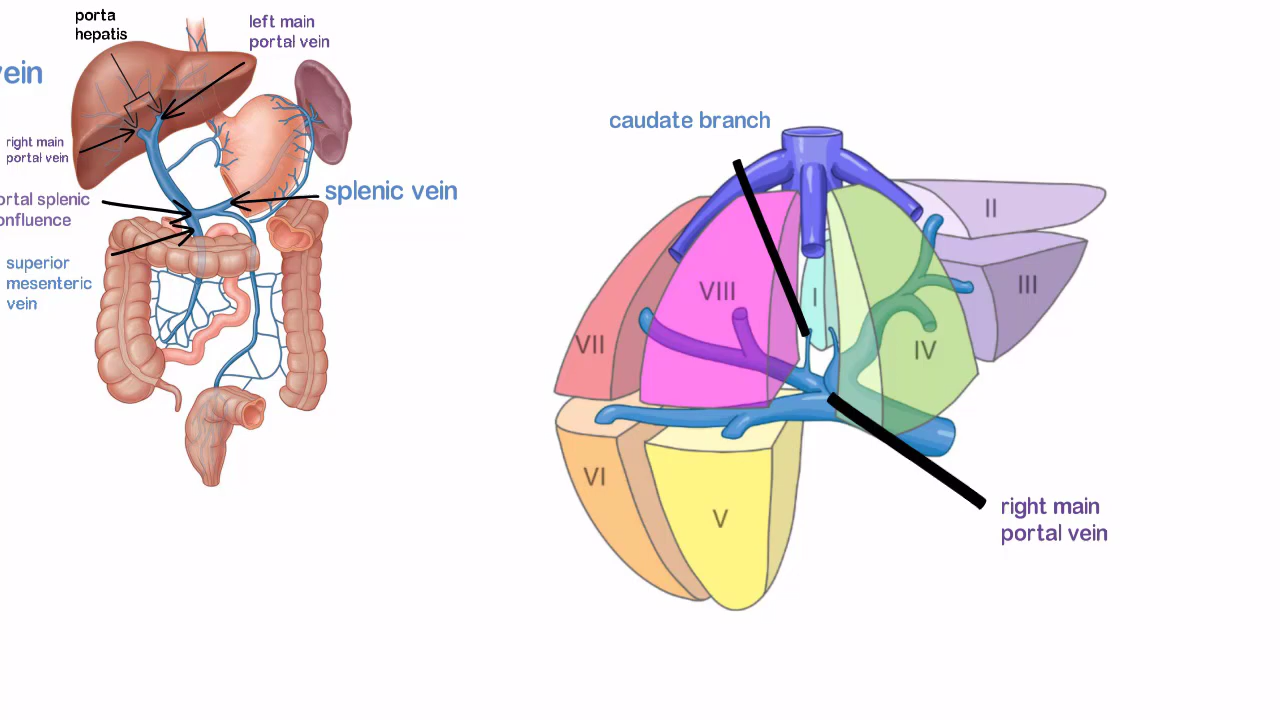 porta
hepatis
left main
portal vein
vein
right main
portal vein
splenic vein
ortal splenic
onfluence
superior
mesenteric
vein
caudate branch
II
III
VIII
I
VII
IV
VI
V
right main
portal vein